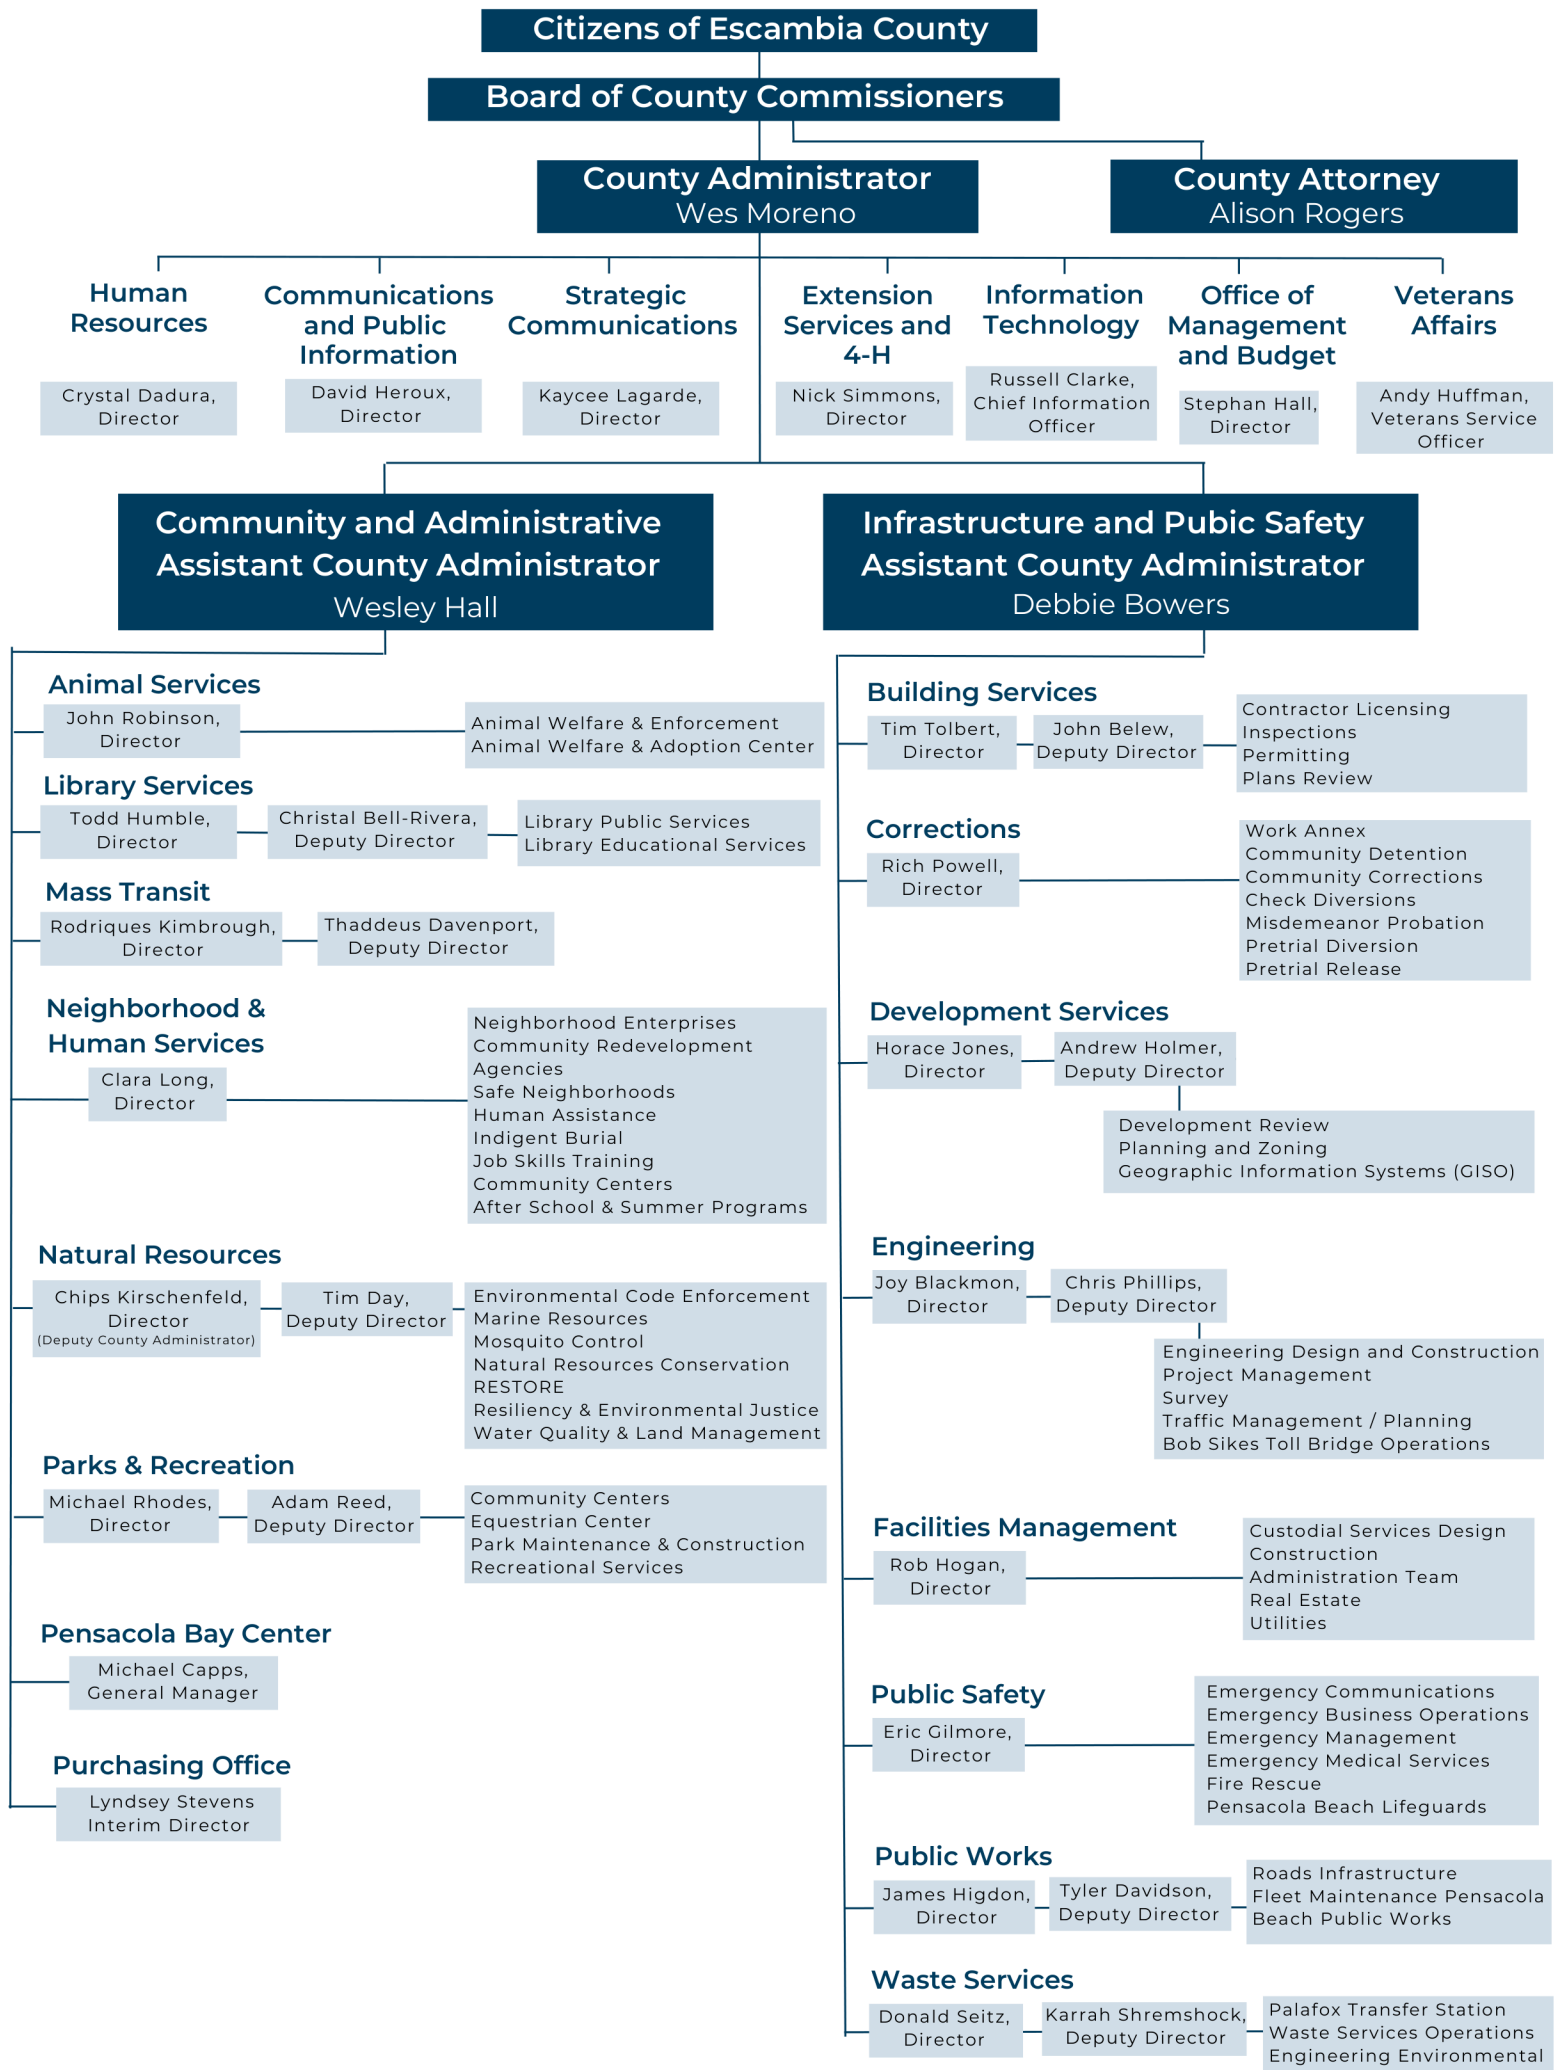 Citizens of Escambia County
Board of County Commissioners
County Administrator
Wes Moreno
County Attorney
Alison Rogers
Human
Resources
Crystal Dadura,
Director
Communications
and Public
Information
David Heroux,
Director
Strategic
Communications
Kaycee Lagarde,
Director
Extension
Services and
4-H
Nick Simmons,
Director
Information
Technology
Russell Clarke,
Chief Information
Officer
Office of
Management
and Budget
Stephan Hall,
Director
Veterans
Affairs
Andy Huffman,
Veterans Service
Officer
Community and Administrative
Assistant County Administrator
Wesley Hall
Animal Services
John Robinson,
Director
Animal Welfare & Enforcement
Animal Welfare & Adoption Center
Library Services
Todd Humble,
Director
Christal Bell-Rivera,
Deputy Director
Library Public Services
Library Educational Services
Mass Transit
Rodriques Kimbrough,
Director
Thaddeus Davenport,
Deputy Director
Neighborhood &
Human Services
Clara Long,
Director
Neighborhood Enterprises
Community Redevelopment
Agencies
Safe Neighborhoods
Human Assistance
Indigent Burial
Job Skills Training
Community Centers
After School & Summer Programs
Natural Resources
Chips Kirschenfeld,
Director
(Deputy County Administrator)
Tim Day,
Deputy Director
Environmental Code Enforcement
Marine Resources
Mosquito Control
Natural Resources Conservation
RESTORE
Resiliency & Environmental Justice
Water Quality & Land Management
Parks & Recreation
Michael Rhodes,
Director
Adam Reed,
Deputy Director
Community Centers
Equestrian Center
Park Maintenance & Construction
Recreational Services
Pensacola Bay Center
Michael Capps,
General Manager
Purchasing Office
Lyndsey Stevens
Interim Director
Infrastructure and Pubic Safety
Assistant County Administrator
Debbie Bowers
Building Services
Tim Tolbert,
Director
John Belew,
Deputy Director
Contractor Licensing
Inspections
Permitting
Plans Review
Corrections
Rich Powell,
Director
Work Annex
Community Detention
Community Corrections
Check Diversions
Misdemeanor Probation
Pretrial Diversion
Pretrial Release
Development Services
Horace Jones,
Director
Andrew Holmer,
Deputy Director
Development Review
Planning and Zoning
Geographic Information Systems (GISO)
Engineering
Joy Blackmon,
Director
Chris Phillips,
Deputy Director
Engineering Design and Construction
Project Management
Survey
Traffic Management / Planning
Bob Sikes Toll Bridge Operations
Facilities Management
Rob Hogan,
Director
Custodial Services Design
Construction
Administration Team
Real Estate
Utilities
Public Safety
Eric Gilmore,
Director
Emergency Communications
Emergency Business Operations
Emergency Management
Emergency Medical Services
Fire Rescue
Pensacola Beach Lifeguards
Public Works
James Higdon,
Director
Tyler Davidson,
Deputy Director
Roads Infrastructure
Fleet Maintenance Pensacola
Beach Public Works
Waste Services
Donald Seitz,
Director
Karrah Shremshock,
Deputy Director
Palafox Transfer Station
Waste Services Operations
Engineering Environmental